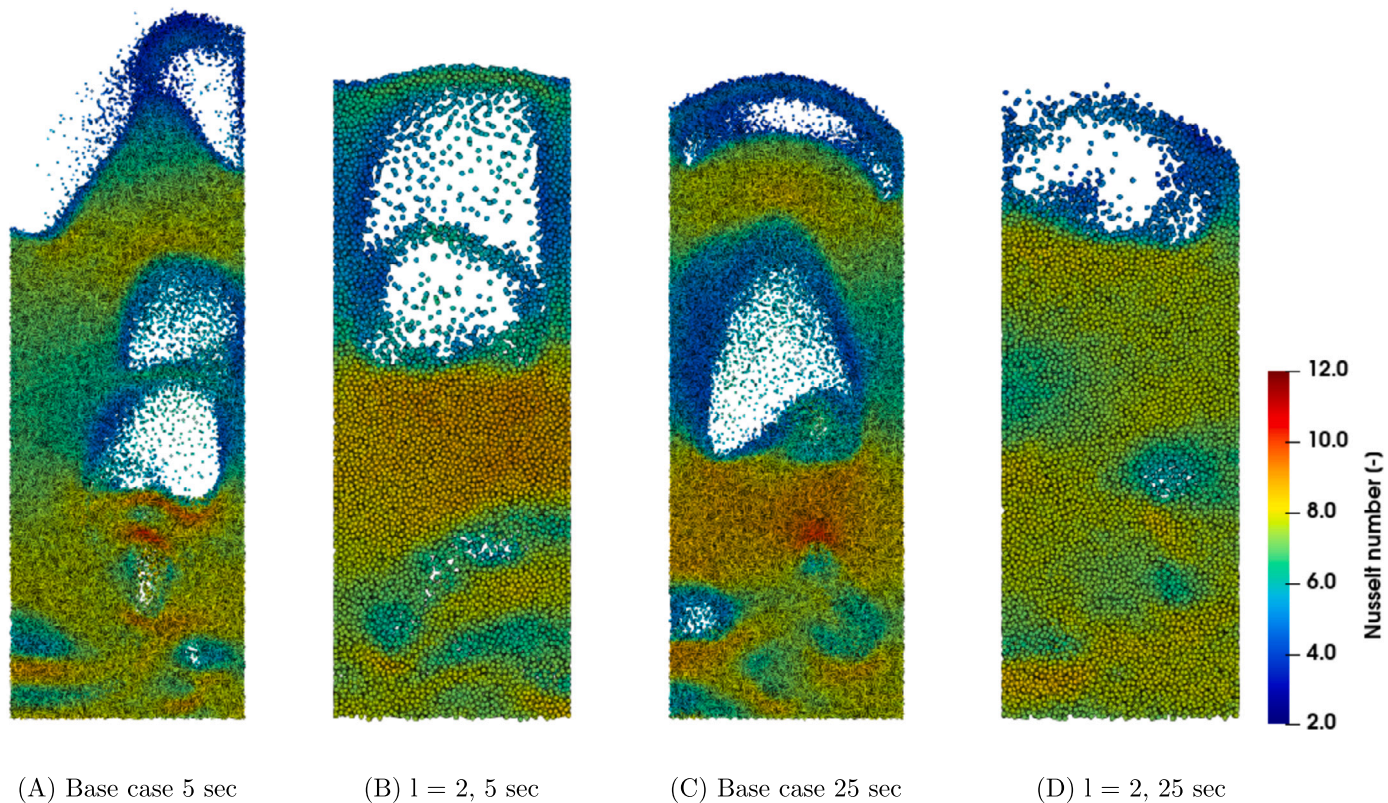 12.0
10.0
8.0
6.0
4.0
2.0
Nusselt number (-)
(A) Base case 5 sec
(B) l = 2, 5 sec
(C) Base case 25 sec
(D) l = 2, 25 sec